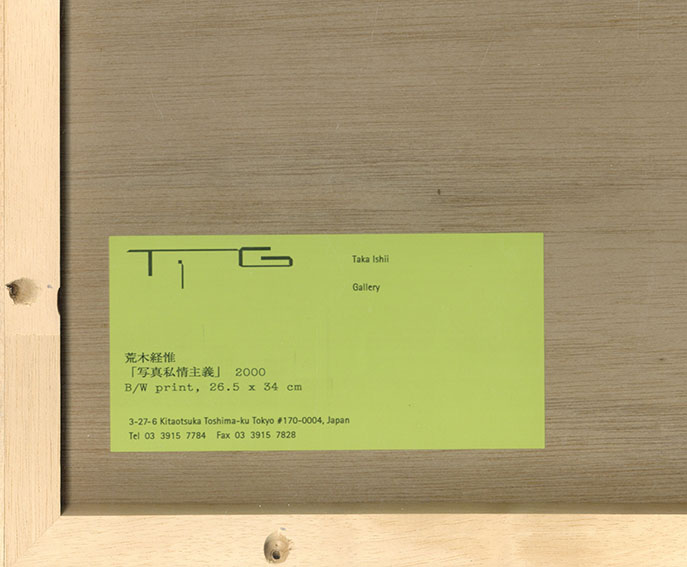 TiG
Taka Ishii
Gallery
荒木経惟
「写真私情主義」 2000
B/W print, 26.5 x 34 cm
3-27-6 Kitaotsuka Toshima-ku Tokyo #170-0004, Japan
Tel 03 3915 7784 Fax 03 3915 7828